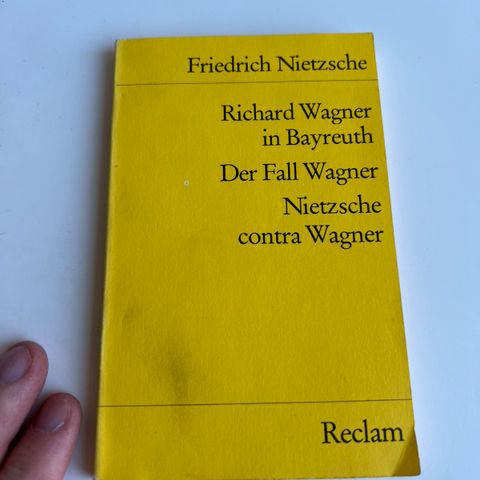 Friedrich Nietzsche
Richard Wagner
in Bayreuth
Der Fall Wagner
Nietzsche
contra Wagner
Reclam